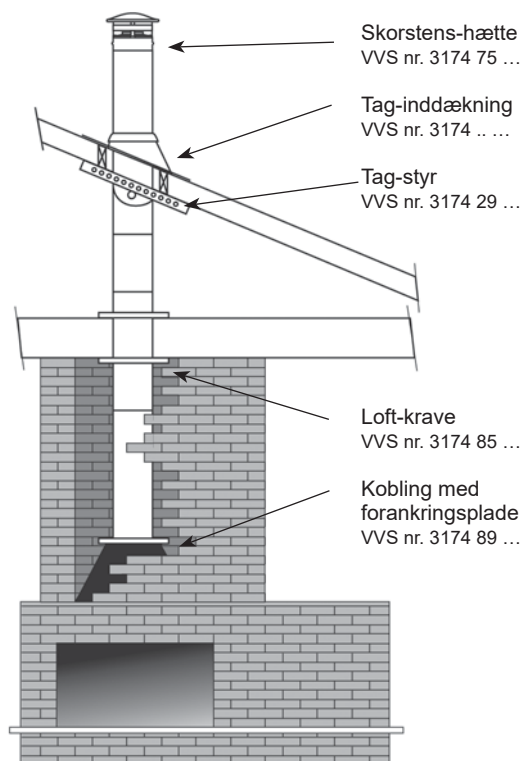 Skorstens-hætte
VVS nr. 3174 75 …
Tag-inddækning
VVS nr. 3174 .. …
Tag-styr
VVS nr. 3174 29 …
Loft-krave
VVS nr. 3174 85 …
Kobling med
forankringsplade
VVS nr. 3174 89 …